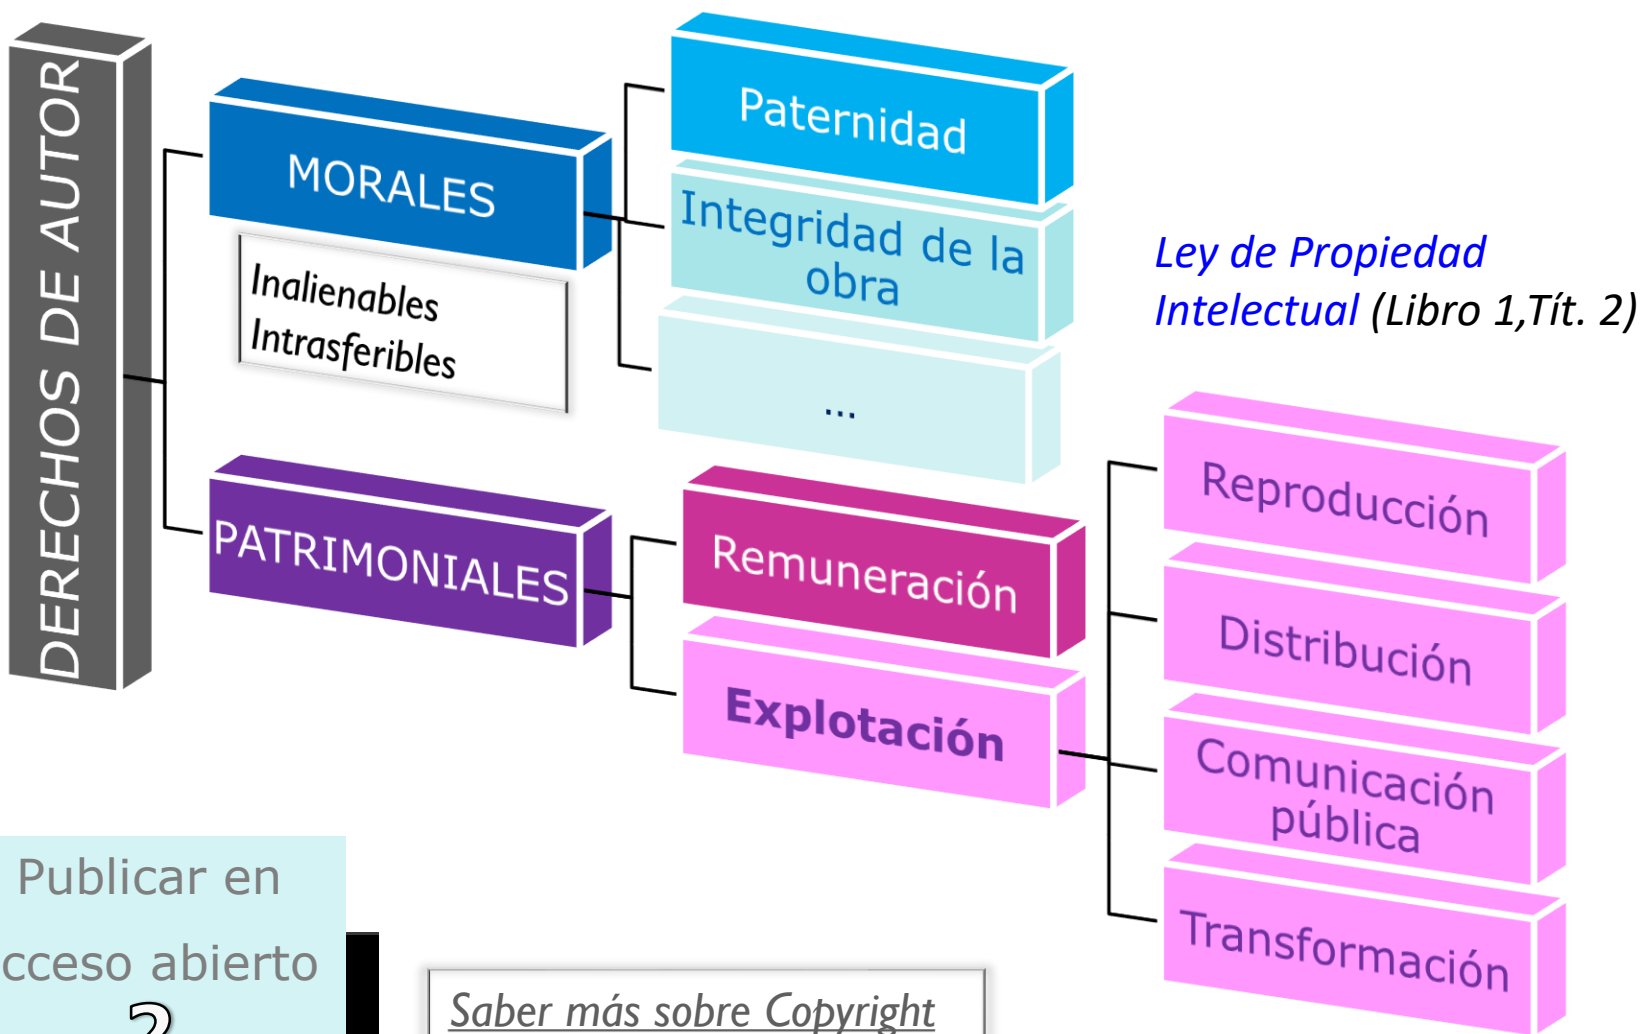 DERECHOS DE AUTOR
MORALES
Inalienables
Intrasferibles
Paternidad
Integridad de la
obra
...
Ley de Propiedad
Intelectual (Libro 1,Tít. 2)
PATRIMONIALES
Remuneración
Explotación
Reproducción
Distribución
Comunicación
pública
Transformación
Publicar en
cceso abierto
2
Saber más sobre Copyright